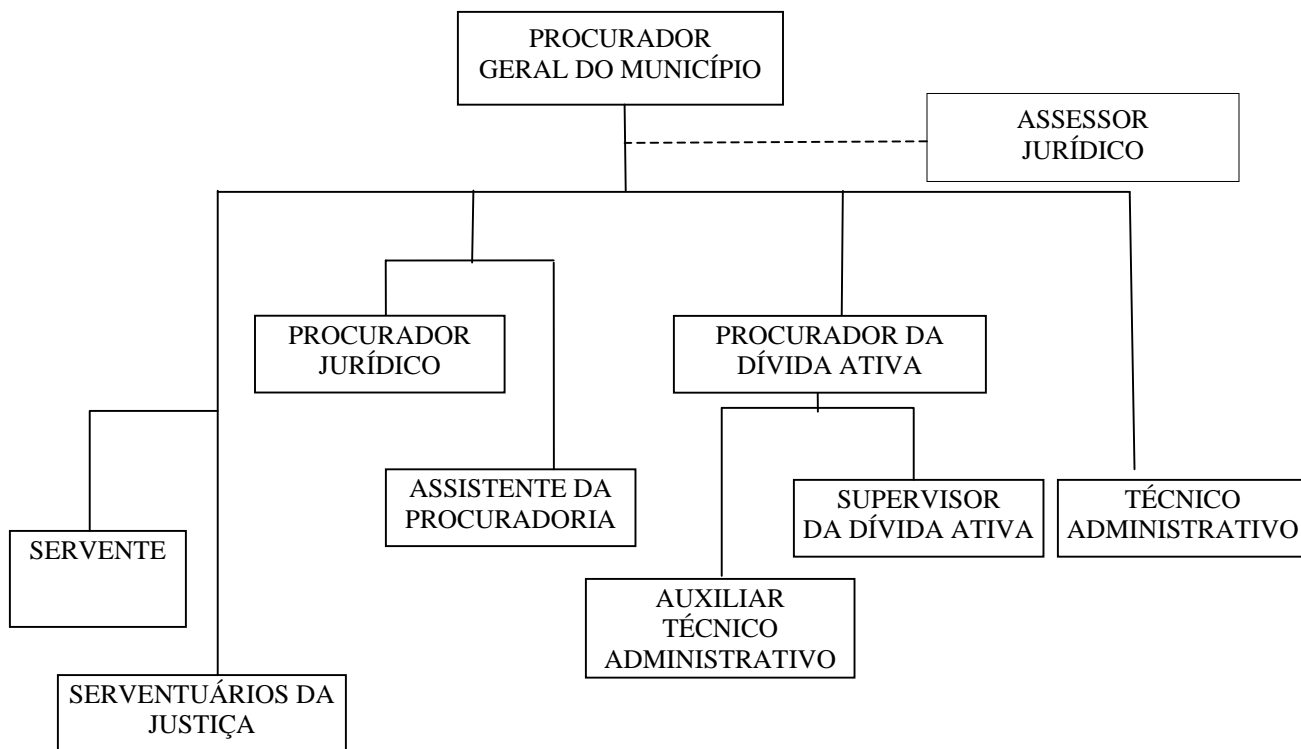 PROCURADOR
GERAL DO MUNICÍPIO
ASSESSOR
JURÍDICO
PROCURADOR
JURÍDICO
PROCURADOR DA
DÍVIDA ATIVA
ASSISTENTE DA
PROCURADORIA
SUPERVISOR
DA DÍVIDA ATIVA
TÉCNICO
ADMINISTRATIVO
SERVENTE
AUXILIAR
TÉCNICO
ADMINISTRATIVO
SERVENTUÁRIOS DA
JUSTIÇA